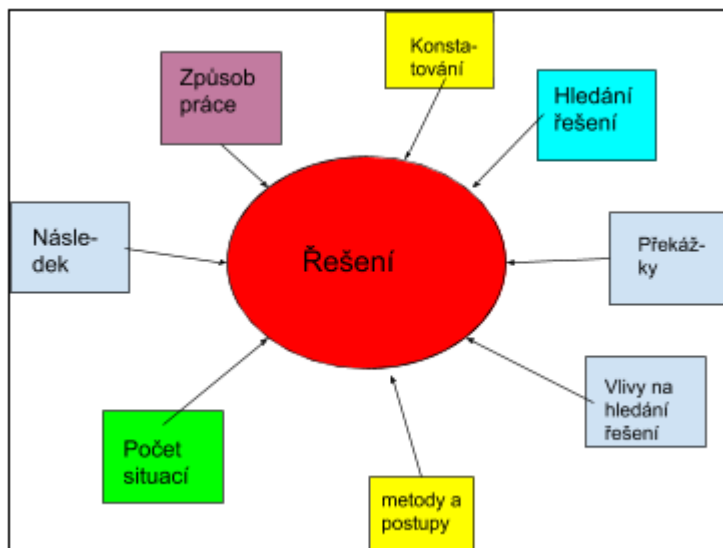 Konsta-
tování
Způsob
práce
Hledání
řešení
Násle-
dek
Řešení
Překáž-
ky
Vlivy na
hledání
řešení
Počet
situací
metody a
postupy